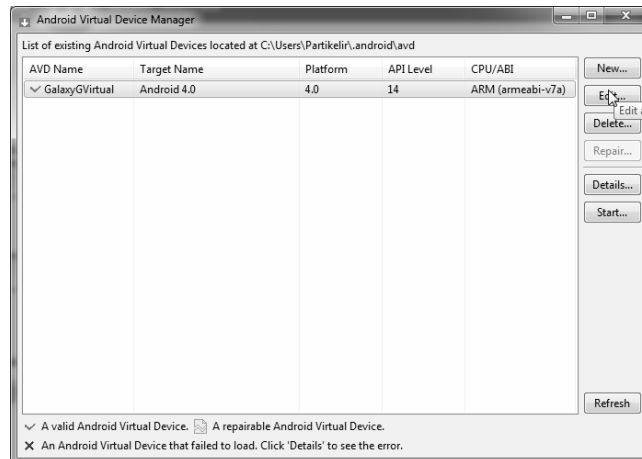 Android Virtual Device Manager
List of existing Android Virtual Devices located at C:\Users\Partikelir\.android\avd
AVD Name Target Name Platform API Level CPU/ABI New...
GalaxyGVirtual Android 4.0 4.0 14 ARM (armeabi-v7a) Edit...
Edit
Delete...
Repair...
Details...
Start...
Refresh
A valid Android Virtual Device. A repairable Android Virtual Device.
An Android Virtual Device that failed to load. Click 'Details' to see the error.